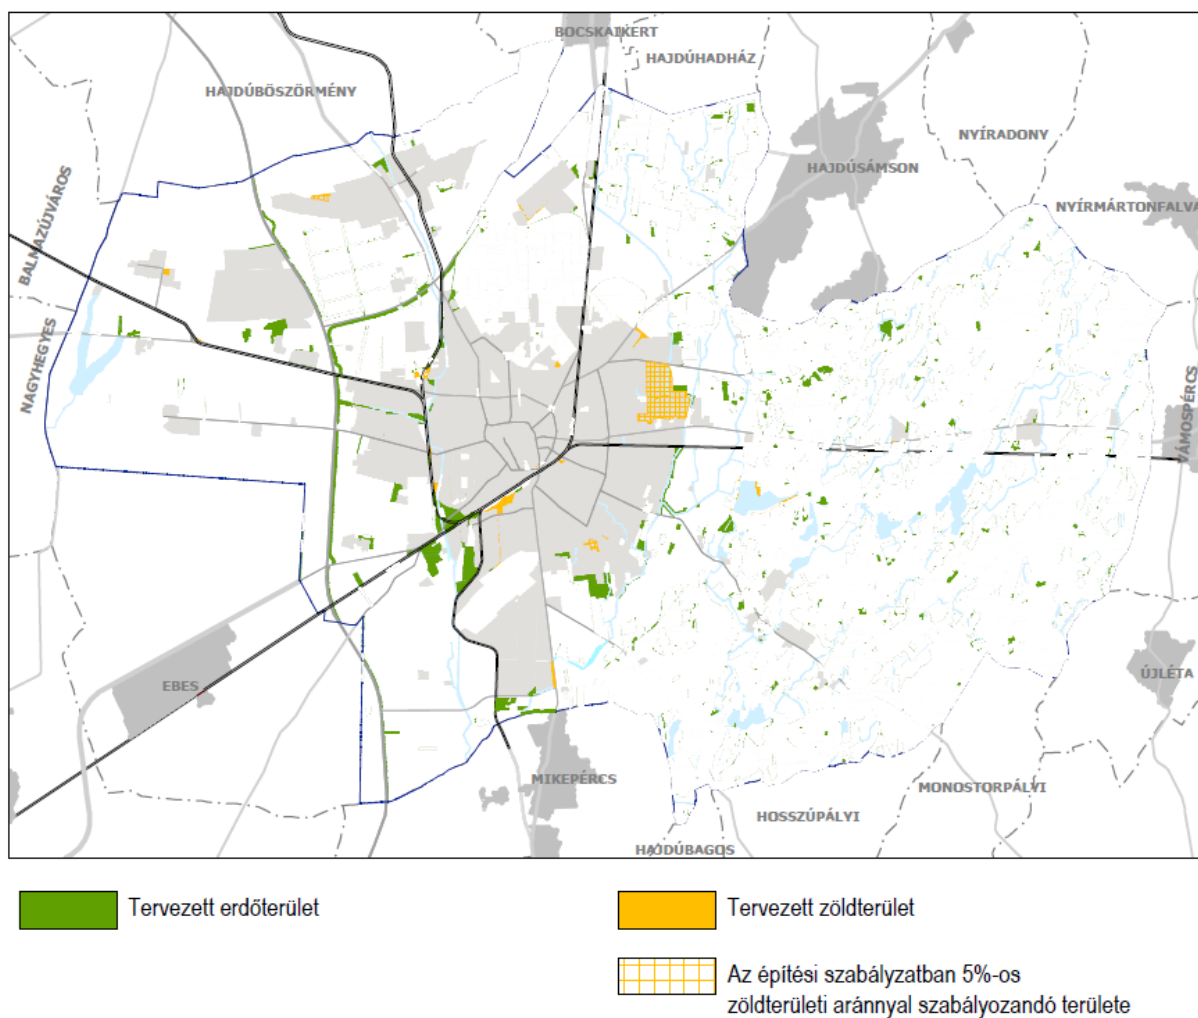 BOCSKAIKERT
HAJDÚHADHÁZ
HAJDÚBÖSZÖRMÉNY
NYÍRADONY
HAJDÚSÁMSON
NYÍRMÁRTONFALVA
BALMAZÚJVÁROS
NAGYHEGYES
VÁMOSPÉRCS
EBES
ÚJLÉTA
MIKEPÉRCS
MONOSTORPÁLYI
HOSSZÚPÁLYI
HAJDÚBAGOS
Tervezett erdőterület
Tervezett zöldterület
Az építési szabályzatban 5%-os
zöldterületi aránnyal szabályozandó területe